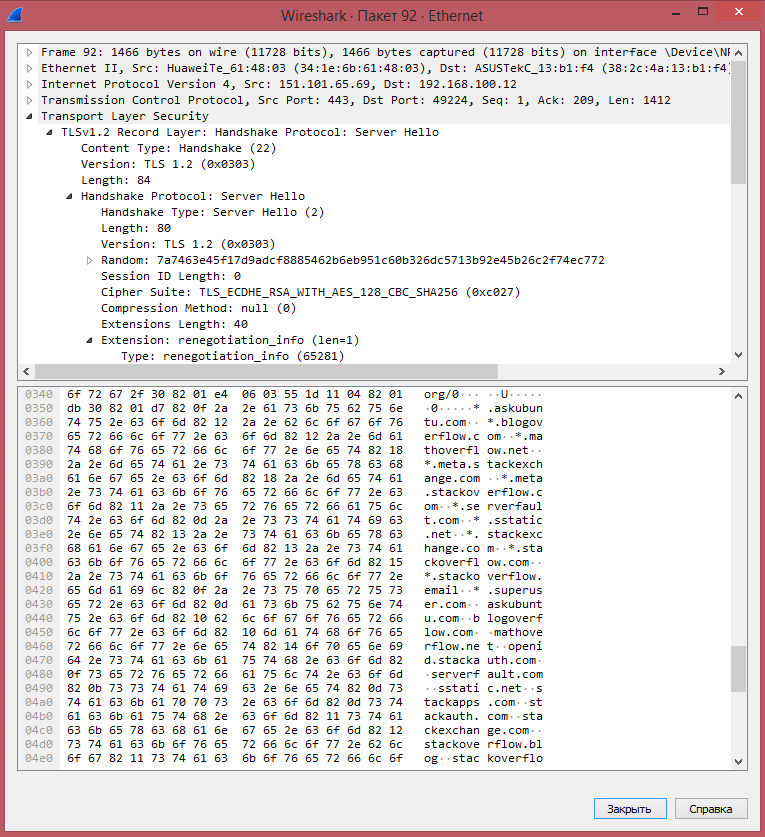 Wireshark · Пакет 92 · Ethernet
Frame 92: 1466 bytes on wire (11728 bits), 1466 bytes captured (11728 bits) on interface \Device\NP
Ethernet II, Src: HuaweiTe_61:48:03 (34:1e:6b:61:48:03), Dst: ASUSTekC_13:b1:f4 (38:2c:4a:13:b1:f4)
Internet Protocol Version 4, Src: 151.101.65.69, Dst: 192.168.100.12
Transmission Control Protocol, Src Port: 443, Dst Port: 49224, Seq: 1, Ack: 209, Len: 1412
Transport Layer Security
TLSv1.2 Record Layer: Handshake Protocol: Server Hello
Content Type: Handshake (22)
Version: TLS 1.2 (0x0303)
Length: 84
Handshake Protocol: Server Hello
Handshake Type: Server Hello (2)
Length: 80
Version: TLS 1.2 (0x0303)
Random: 7a7463e45f17d9adcf8885462b6eb951c60b326dc5713b92e45b26c2f74ec772
Session ID Length: 0
Cipher Suite: TLS_ECDHE_RSA_WITH_AES_128_CBC_SHA256 (0xc027)
Compression Method: null (0)
Extensions Length: 40
Extension: renegotiation_info (len=1)
Type: renegotiation_info (65281)
0340 6f 72 67 2f 30 82 01 e4 06 03 55 1d 11 04 82 01 org/0··· ··U·····
0350 db 30 82 01 d7 82 0f 2a 2e 61 73 6b 75 62 75 6e ·0·····* .askubun
0360 74 75 2e 63 6f 6d 82 12 2a 2e 62 6c 6f 67 6f 76 tu.com·· *.blogov
0370 65 72 66 6c 6f 77 2e 63 6f 6d 82 12 2a 2e 6d 61 erflow.c om··*.ma
0380 74 68 6f 76 65 72 66 6c 6f 77 2e 6e 65 74 82 18 thoverfl ow.net··
0390 2a 2e 6d 65 74 61 2e 73 74 61 63 6b 65 78 63 68 *.meta.s tackexch
03a0 61 6e 67 65 2e 63 6f 6d 82 18 2a 2e 6d 65 74 61 ange.com ··*.meta
03b0 2e 73 74 61 63 6b 6f 76 65 72 66 6c 6f 77 2e 63 .stackov erflow.c
03c0 6f 6d 82 11 2a 2e 73 65 72 76 65 72 66 61 75 6c om··*.se rverfaul
03d0 74 2e 63 6f 6d 82 0d 2a 2e 73 73 74 61 74 69 63 t.com··* .sstatic
03e0 2e 6e 65 74 82 13 2a 2e 73 74 61 63 6b 65 78 63 .net··*. stackexc
03f0 68 61 6e 67 65 2e 63 6f 6d 82 13 2a 2e 73 74 61 hange.co m··*.sta
0400 63 6b 6f 76 65 72 66 6c 6f 77 2e 63 6f 6d 82 15 ckoverfl ow.com··
0410 2a 2e 73 74 61 63 6b 6f 76 65 72 66 6c 6f 77 2e *.stacko verflow.
0420 65 6d 61 69 6c 82 0f 2a 2e 73 75 70 65 72 75 73 email··* .superus
0430 65 72 2e 63 6f 6d 82 0d 61 73 6b 75 62 75 6e 74 er.com·· askubunt
0440 75 2e 63 6f 6d 82 10 62 6c 6f 67 6f 76 65 72 66 u.com··b logoverf
0450 6c 6f 77 2e 63 6f 6d 82 10 6d 61 74 68 6f 76 65 low.com· ·mathove
0460 72 66 6c 6f 77 2e 6e 65 74 82 14 6f 70 65 6e 69 rflow.ne t··openi
0470 64 2e 73 74 61 63 6b 61 75 74 68 2e 63 6f 6d 82 d.stacka uth.com·
0480 0f 73 65 72 76 65 72 66 61 75 6c 74 2e 63 6f 6d ·serverf ault.com
0490 82 0b 73 73 74 61 74 69 63 2e 6e 65 74 82 0d 73 ··sstati c.net··s
04a0 74 61 63 6b 61 70 70 73 2e 63 6f 6d 82 0d 73 74 tackapps .com··st
04b0 61 63 6b 61 75 74 68 2e 63 6f 6d 82 11 73 74 61 ackauth. com··sta
04c0 63 6b 65 78 63 68 61 6e 67 65 2e 63 6f 6d 82 12 ckexchan ge.com··
04d0 73 74 61 63 6b 6f 76 65 72 66 6c 6f 77 2e 62 6c stackove rflow.bl
04e0 6f 67 82 11 73 74 61 63 6b 6f 76 65 72 66 6c 6f og··stac koverflo
Закрыть
Справка